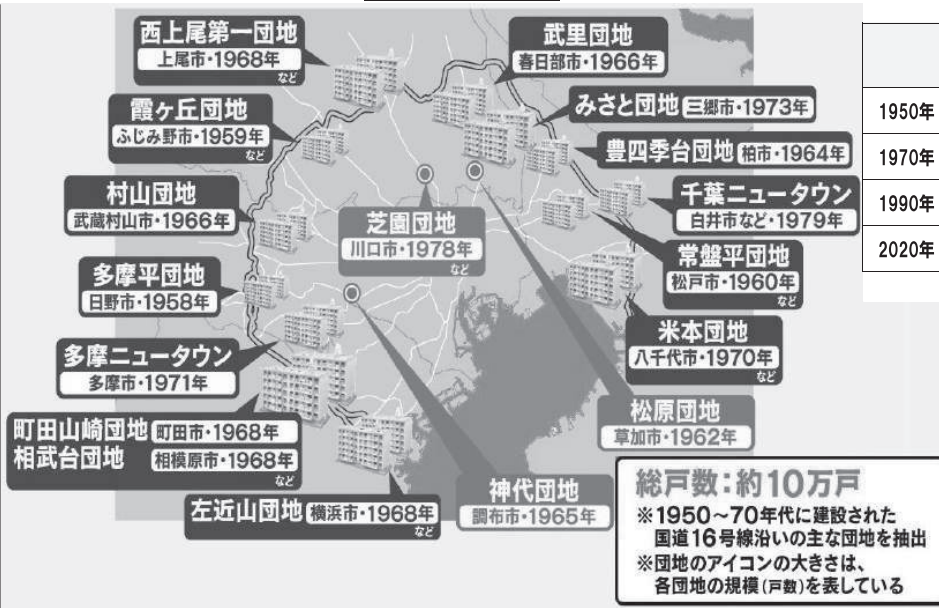 西上尾第一団地
上尾市・1968年
など
武里団地
春日部市・1966年
霞ヶ丘団地
ふじみ野市・1959年
など
みさと団地 三郷市・1973年
豊四季台団地 柏市・1964年
村山団地
武蔵村山市・1966年
芝園団地
川口市・1978年
など
千葉ニュータウン
白井市など・1979年
多摩平団地
日野市・1958年
常盤平団地
松戸市・1960年
など
多摩ニュータウン
多摩市・1971年
米本団地
八千代市・1970年
など
町田山崎団地 町田市・1968年
相武台団地 相模原市・1968年
など
松原団地
草加市・1962年
左近山団地 横浜市・1968年
など
神代団地
調布市・1965年
総戸数：約10万戸
※1950～70年代に建設された
国道16号線沿いの主な団地を抽出
※団地のアイコンの大きさは、
各団地の規模（戸数）を表している
1950年
1970年
1990年
2020年